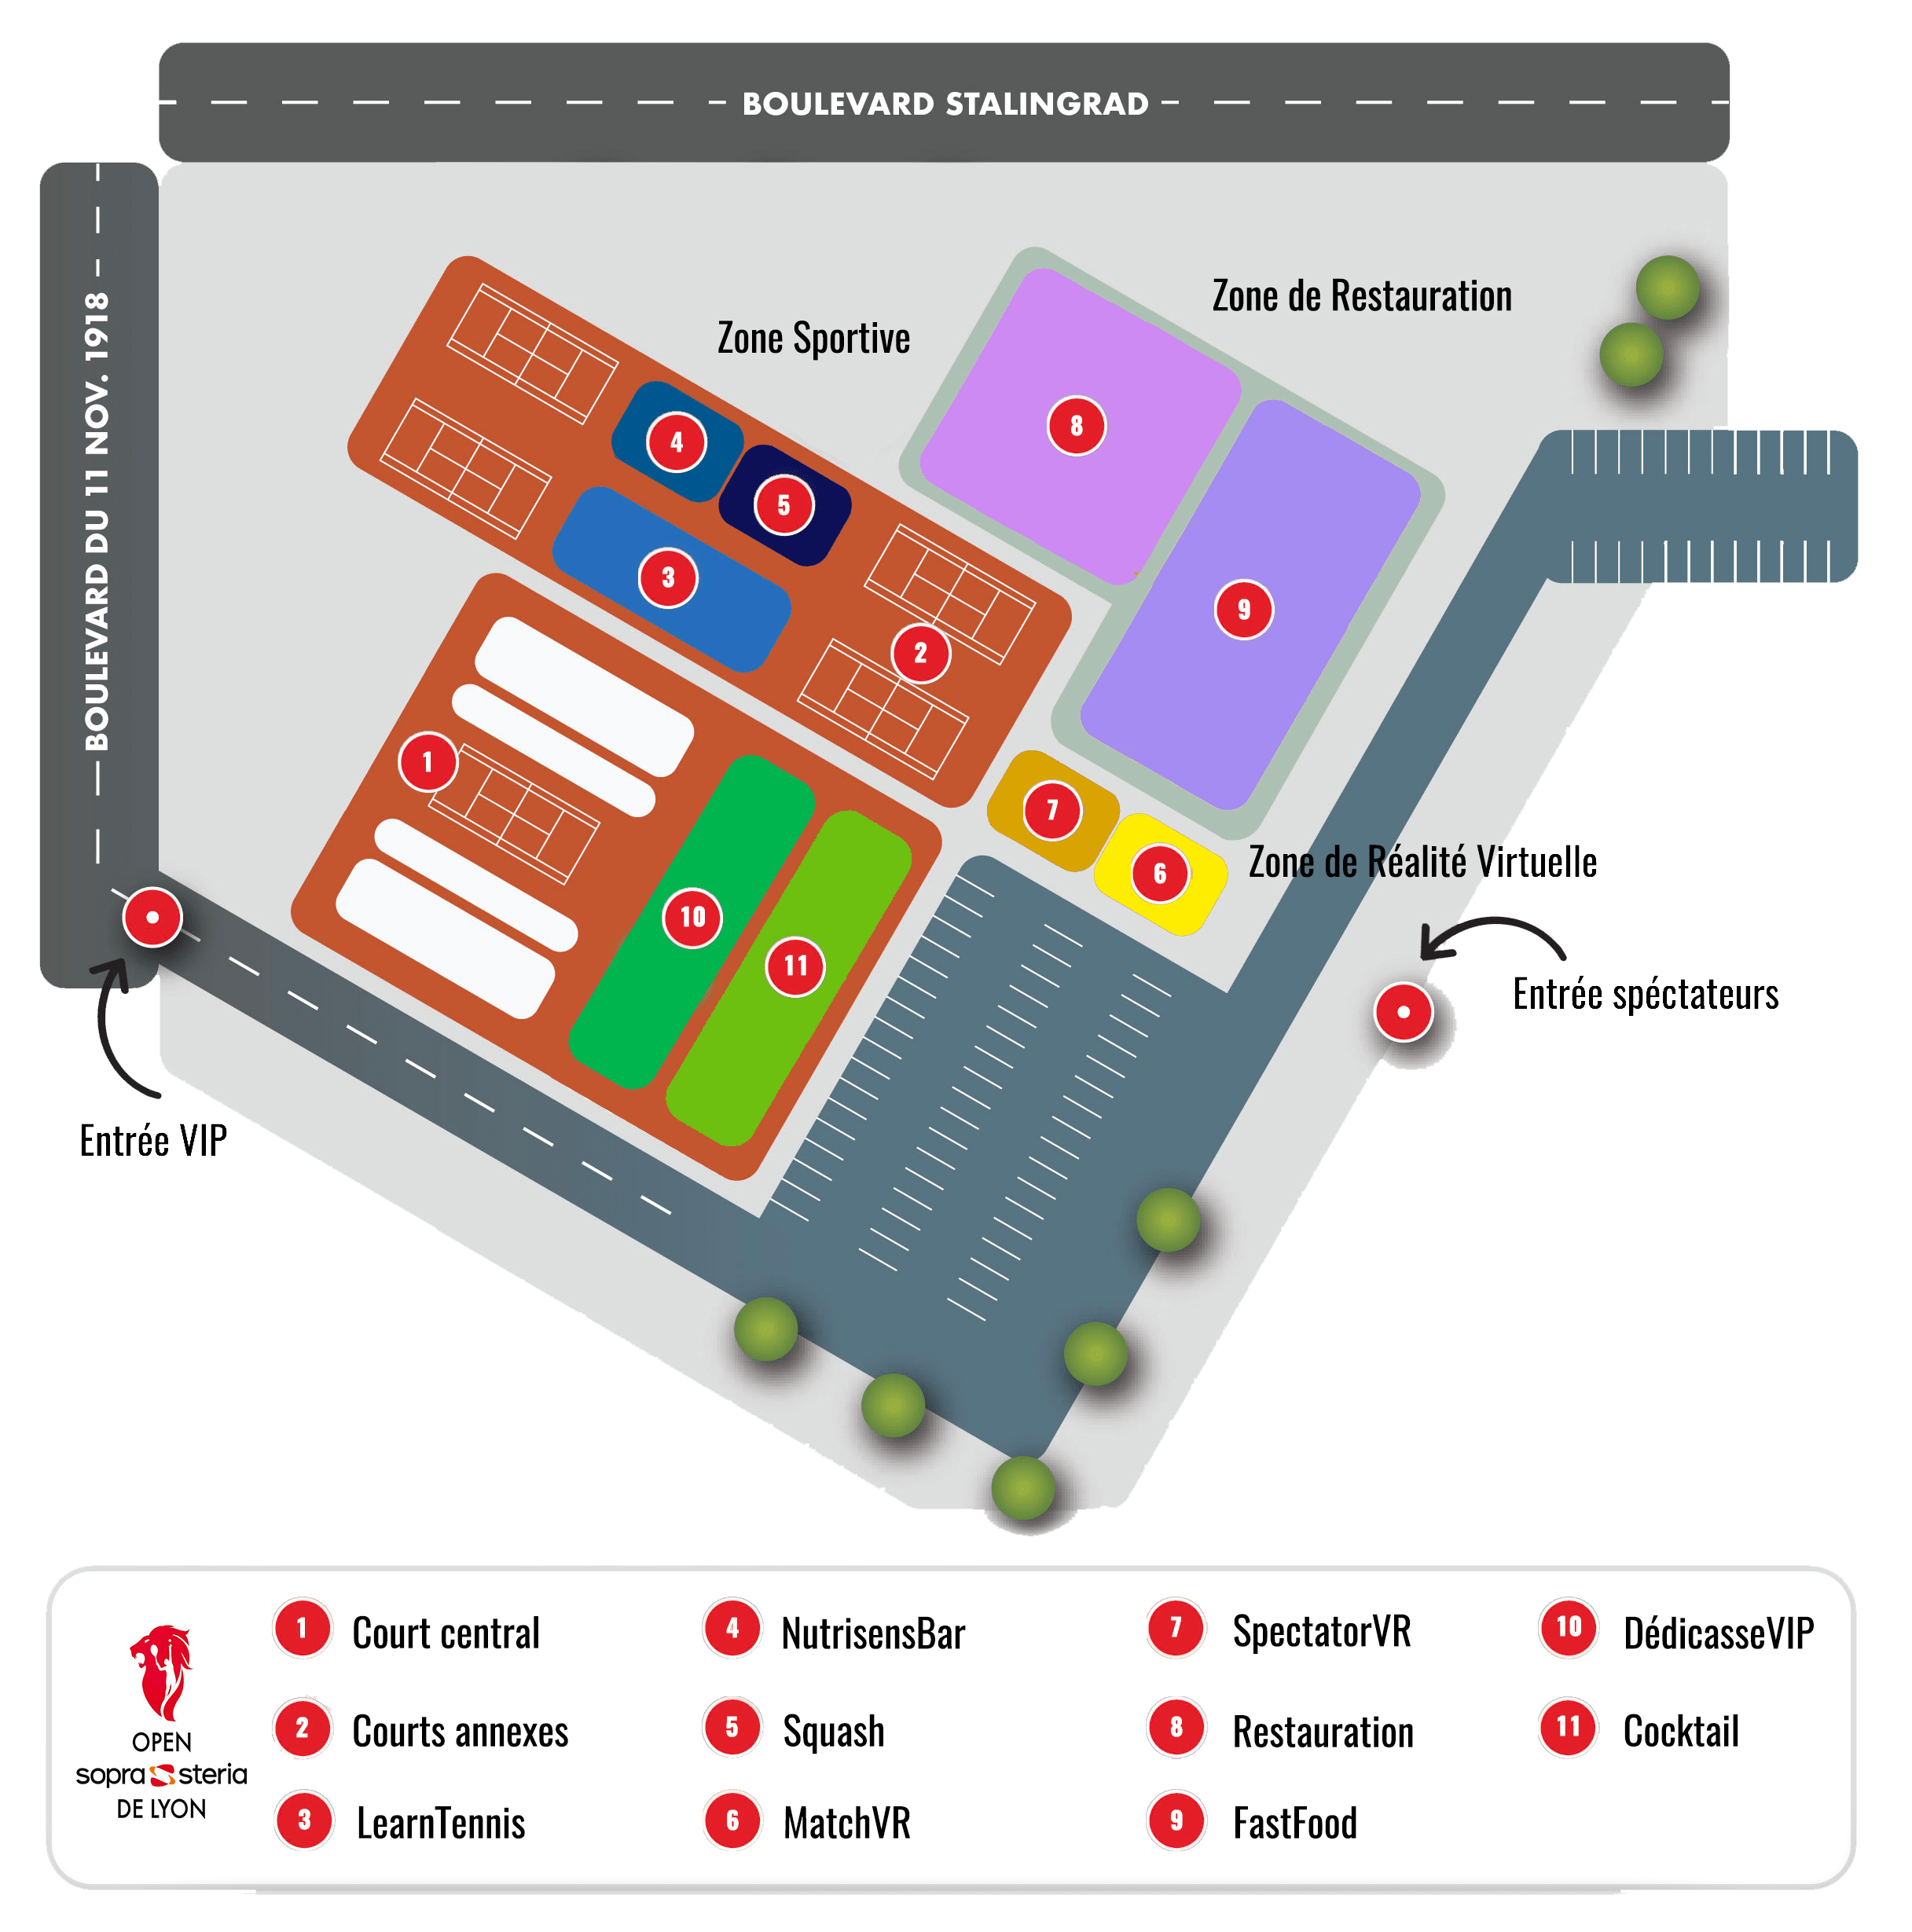 BOULEVARD STALINGRAD
BOULEVARD DU 11 NOV. 1918
Zone de Restauration
Zone Sportive
4
8
5
3
9
2
1
7
Zone de Réalité Virtuelle
6
10
11
Entrée spéctateurs
Entrée VIP
1 Court central
4 NutrisensBar
7 SpectatorVR
10 DédicasseVIP
2 Courts annexes
5 Squash
8 Restauration
11 Cocktail
3 LearnTennis
6 MatchVR
9 FastFood
OPEN
sopra steria
DE LYON